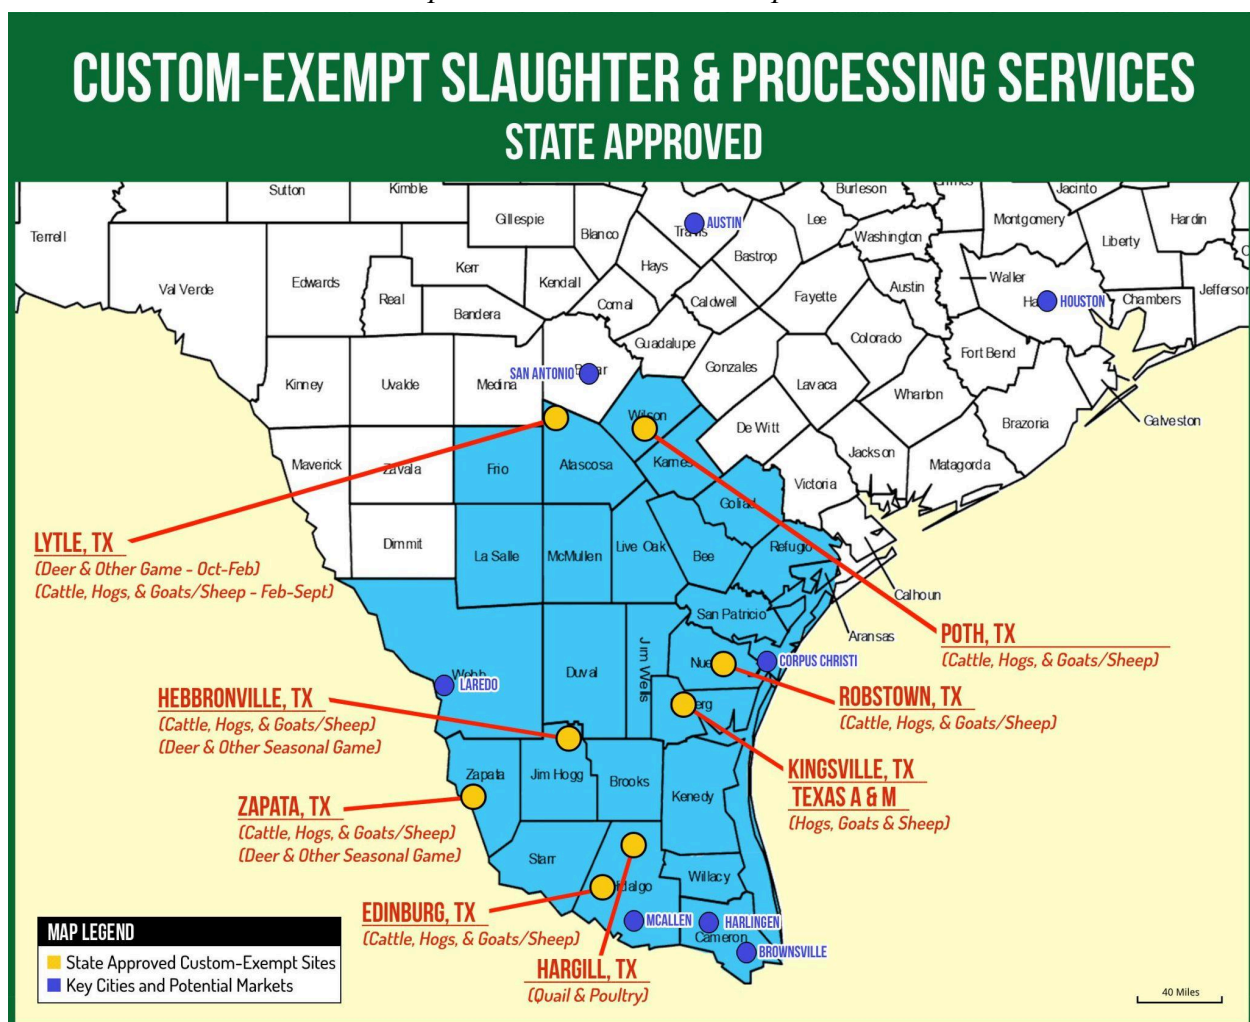 CUSTOM-EXEMPT SLAUGHTER & PROCESSING SERVICES
STATE APPROVED
Sutton
Kimble
Burleson
Jacinto
Gillespie
Terrell
Blanco
AUSTIN
Lee
Washington
Montgomery
Hardin
Liberty
Bastrop
Hays
Kerr
Kendall
Val Verde
Edwards
Real
Comal
Caldwell
Fayette
Austin
Waller
HOUSTON
Chambers
Bandera
Guadalupe
Colorado
Fort Bend
Kinney
Uvalde
Medina
SAN ANTONIO
Gonzales
Lavaca
Wharton
Brazoria
Galveston
Wilson
De Witt
Jackson
Matagorda
Maverick
Zavala
Frio
Atascosa
Karnes
Victoria
Goliad
LYTLE, TX
(Deer & Other Game - Oct-Feb)
(Cattle, Hogs, & Goats/Sheep - Feb-Sept)
Dimmit
La Salle
McMullen
Live Oak
Bee
Refugio
Calhoun
San Patricio
Aransas
POTH, TX
(Cattle, Hogs, & Goats/Sheep)
Webb
LAREDO
Duval
Jim Wells
CORPUS CHRISTI
ROBSTOWN, TX
(Cattle, Hogs, & Goats/Sheep)
HEBBRONVILLE, TX
(Cattle, Hogs, & Goats/Sheep)
(Deer & Other Seasonal Game)
KINGSVILLE, TX
TEXAS A & M
(Hogs, Goats & Sheep)
Zapata
Jim Hogg
Brooks
Kenedy
ZAPATA, TX
(Cattle, Hogs, & Goats/Sheep)
(Deer & Other Seasonal Game)
Starr
Willacy
EDINBURG, TX
(Cattle, Hogs, & Goats/Sheep)
MCALLEN
HARLINGEN
Cameron
BROWNSVILLE
HARGILL, TX
(Quail & Poultry)
MAP LEGEND
State Approved Custom-Exempt Sites
Key Cities and Potential Markets
40 Miles